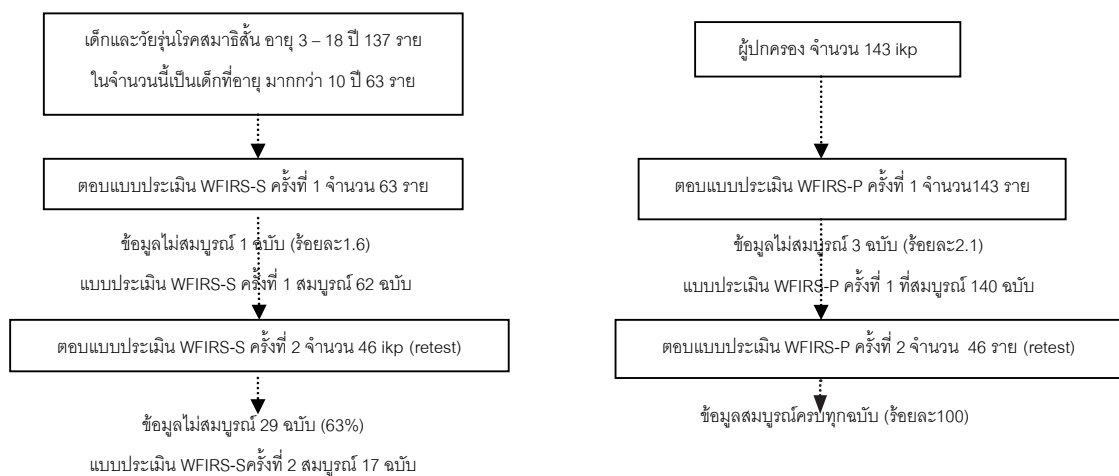 เด็กและวัยรุ่นโรคสมาธิสั้น อายุ 3 – 18 ปี 137 ราย
ในจำนวนนี้เป็นเด็กที่อายุ มากกว่า 10 ปี 63 ราย
ตอบแบบประเมิน WFIRS-S ครั้งที่ 1 จำนวน 63 ราย
ข้อมูลไม่สมบูรณ์ 1 ฉบับ (ร้อยละ1.6)
แบบประเมิน WFIRS-S ครั้งที่ 1 สมบูรณ์ 62 ฉบับ
ตอบแบบประเมิน WFIRS-S ครั้งที่ 2 จำนวน 46 ikp (retest)
ข้อมูลไม่สมบูรณ์ 29 ฉบับ (63%)
แบบประเมิน WFIRS-Sครั้งที่ 2 สมบูรณ์ 17 ฉบับ
ผู้ปกครอง จำนวน 143 ikp
ตอบแบบประเมิน WFIRS-P ครั้งที่ 1 จำนวน143 ราย
ข้อมูลไม่สมบูรณ์ 3 ฉบับ (ร้อยละ2.1)
แบบประเมิน WFIRS-P ครั้งที่ 1 ที่สมบูรณ์ 140 ฉบับ
ตอบแบบประเมิน WFIRS-P ครั้งที่ 2 จำนวน 46 ราย (retest)
ข้อมูลสมบูรณ์ครบทุกฉบับ (ร้อยละ100)